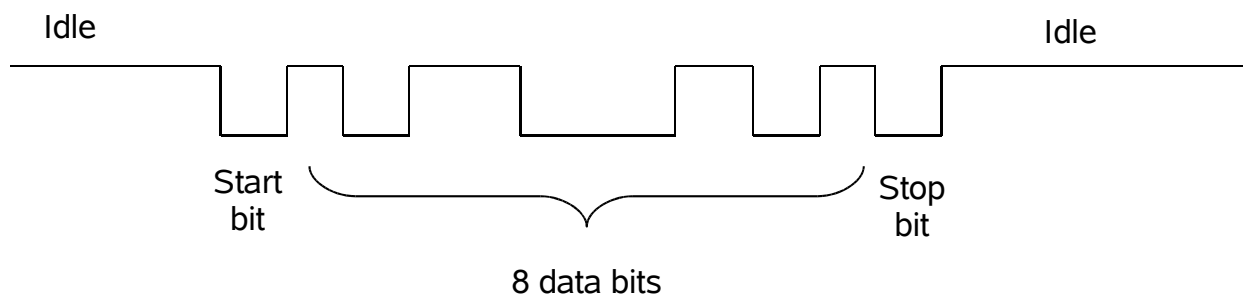 Idle
Idle
Start
bit
Stop
bit
8 data bits